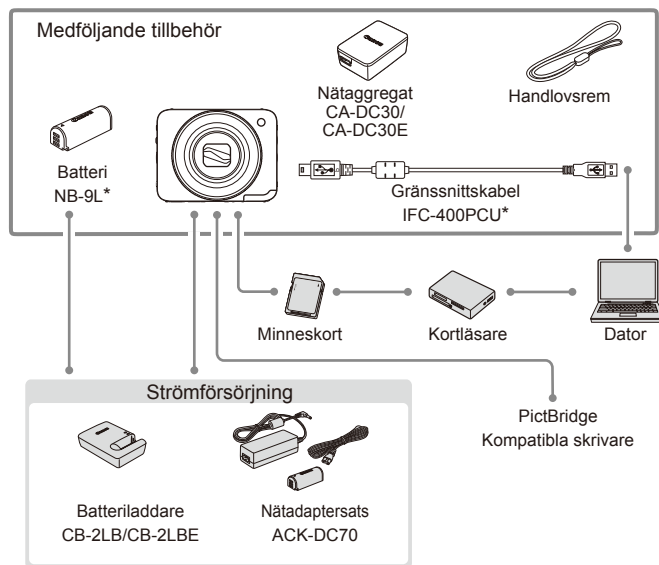 Medföljande tillbehör
Nätaggregat
CA-DC30/
CA-DC30E
Handlovsrem
Batteri
NB-9L*
Gränssnittskabel
IFC-400PCU*
Minneskort
Kortläsare
Dator
Strömförsörjning
PictBridge
Kompatibla skrivare
Batteriladdare
CB-2LB/CB-2LBE
Nätadaptersats
ACK-DC70